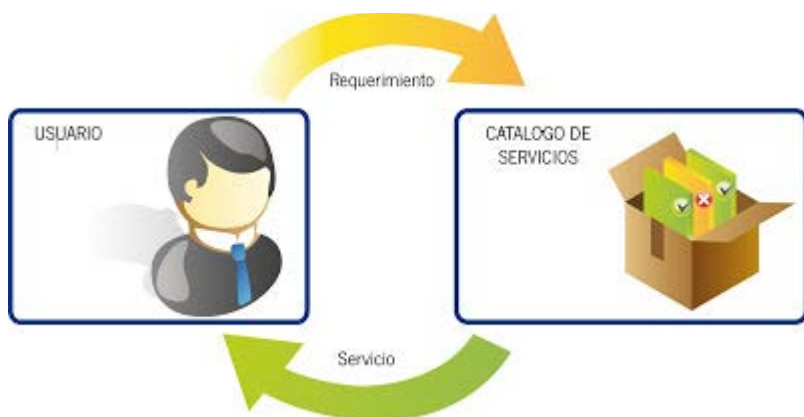 Requerimiento
USUARIO
CATALOGO DE
SERVICIOS
Servicio